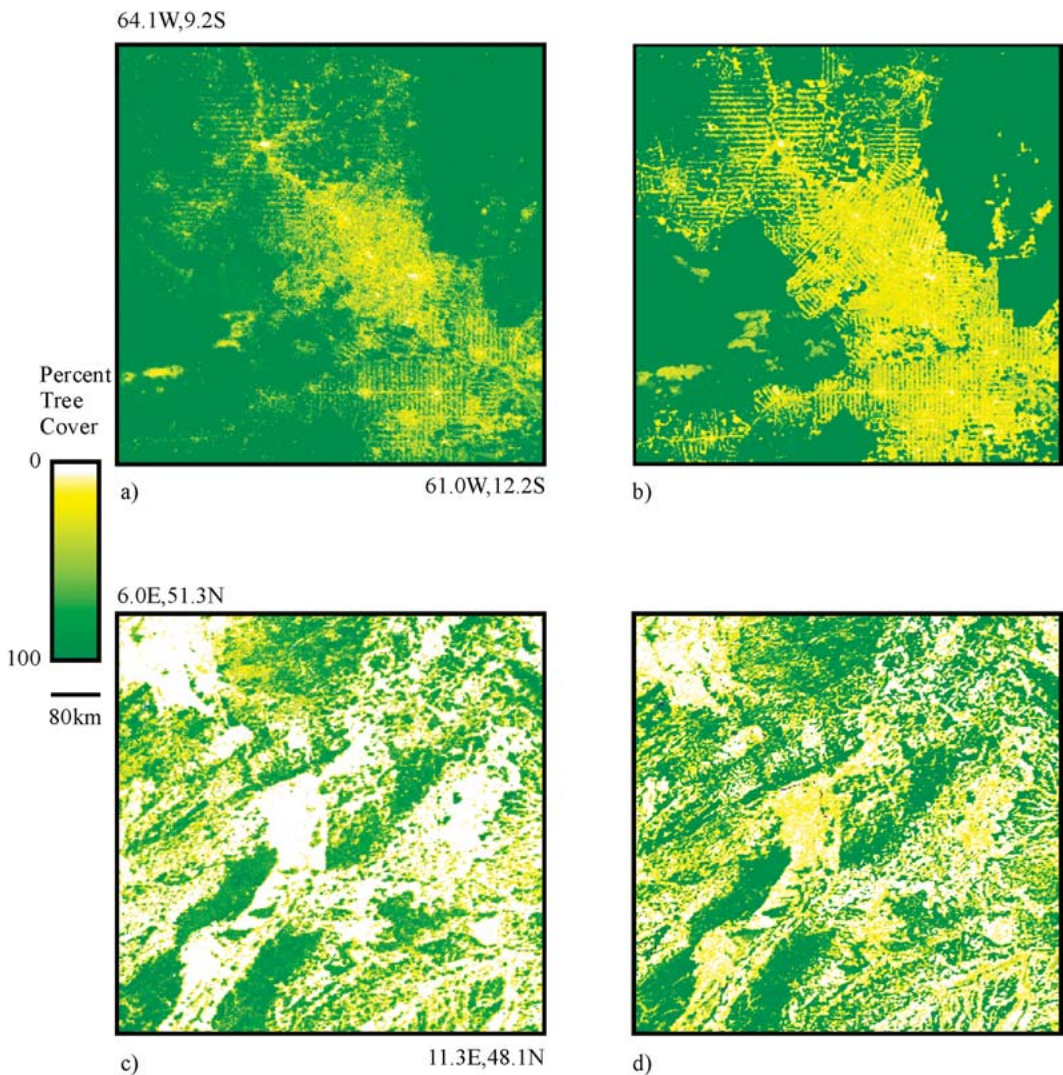 64.1W,9.2S
Percent
Tree
Cover
0
100
80km
a)
61.0W,12.2S
b)
6.0E,51.3N
c)
11.3E,48.1N
d)